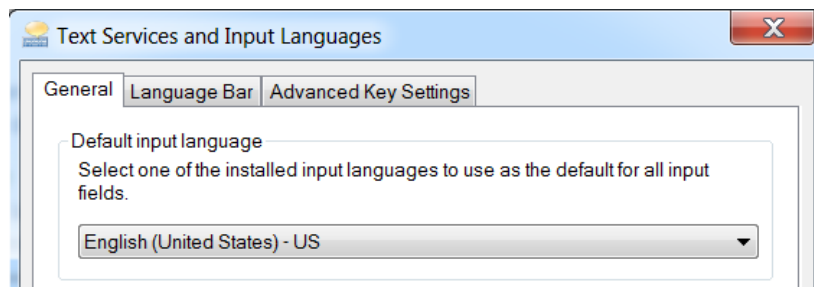 Text Services and Input Languages
General Language Bar Advanced Key Settings
Default input language
Select one of the installed input languages to use as the default for all input
fields.
English (United States) - US